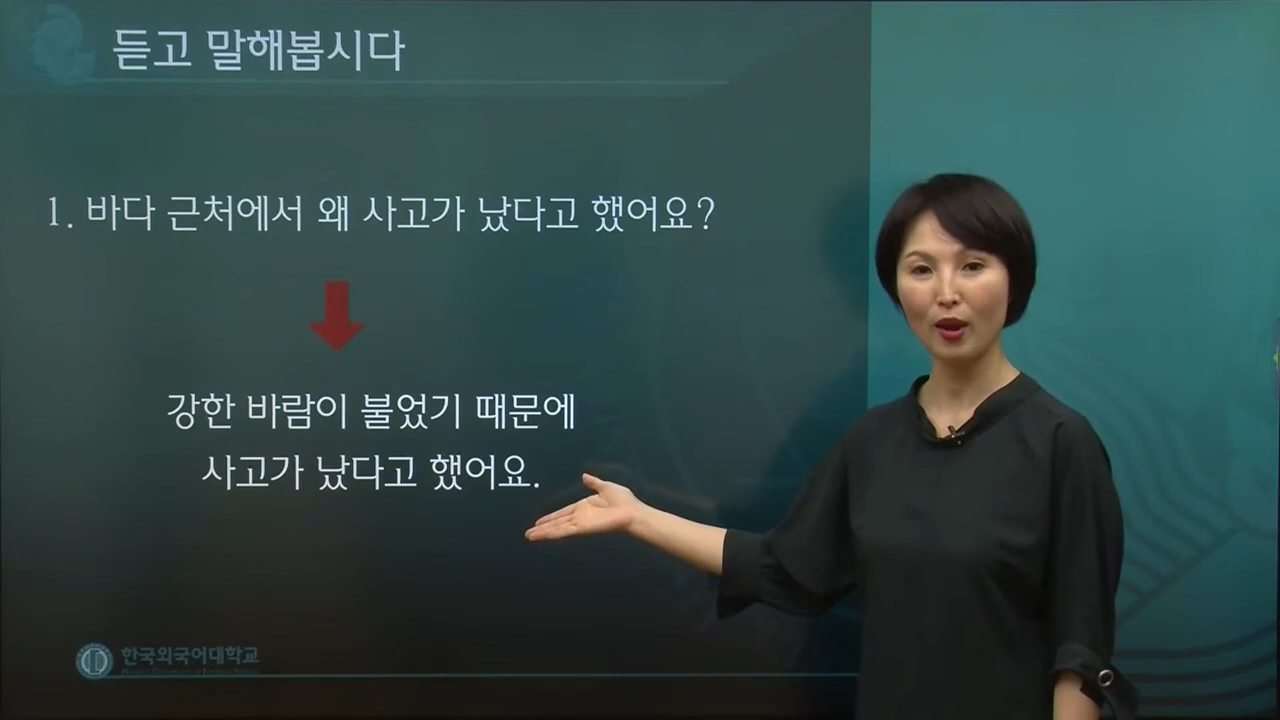 듣고 말해봅시다
1. 바다 근처에서 왜 사고가 났다고 했어요?
강한 바람이 불었기 때문에
사고가 났다고 했어요.
한국외국어대학교